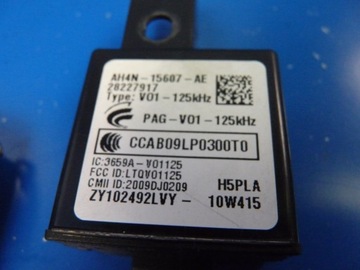 AH4N-15607-AE
28227917
Type: V01-125kHz
PAG-V01-125kHz
CCAB09LP0300T0
IC:3659A-V01125
FCC ID:LTQV01125
CMII ID:2009DJ0209
H5PLA
ZY102492LVY- 10W415